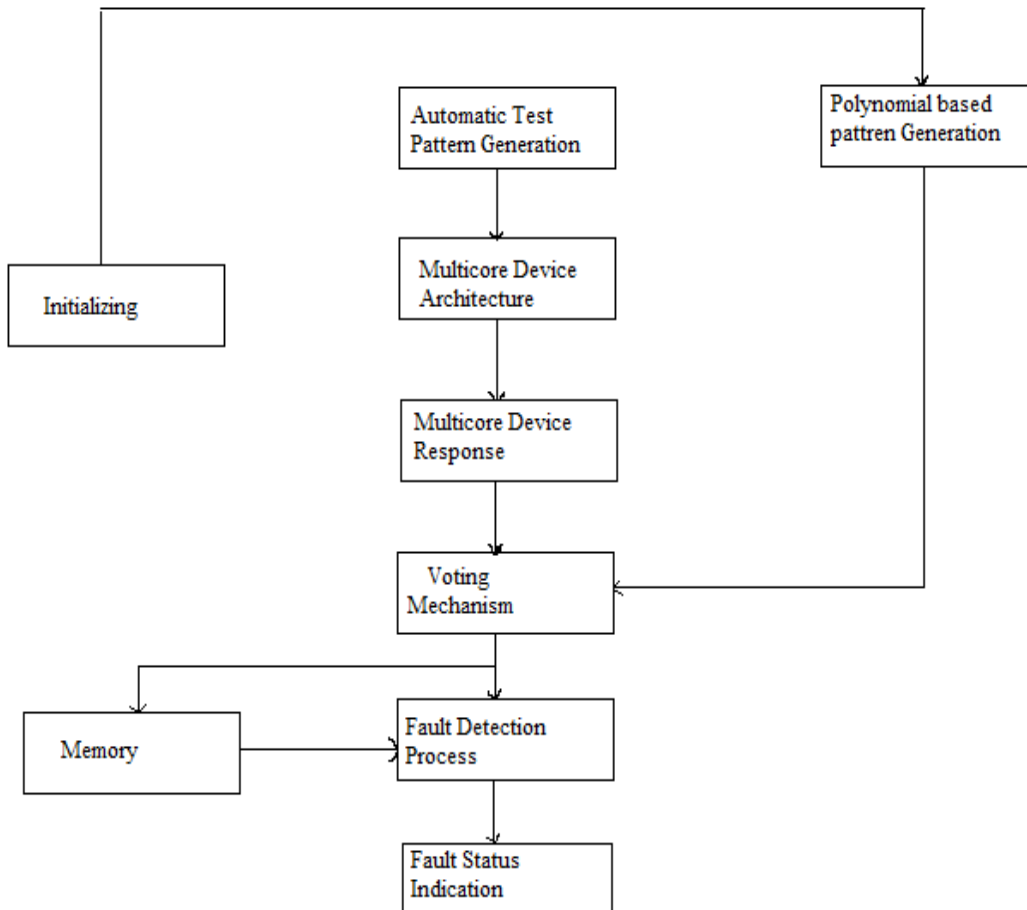 Automatic Test
Pattern Generation
Polynomial based
pattren Generation
Initializing
Multicore Device
Architecture
Multicore Device
Response
Voting
Mechanism
Memory
Fault Detection
Process
Fault Status
Indication